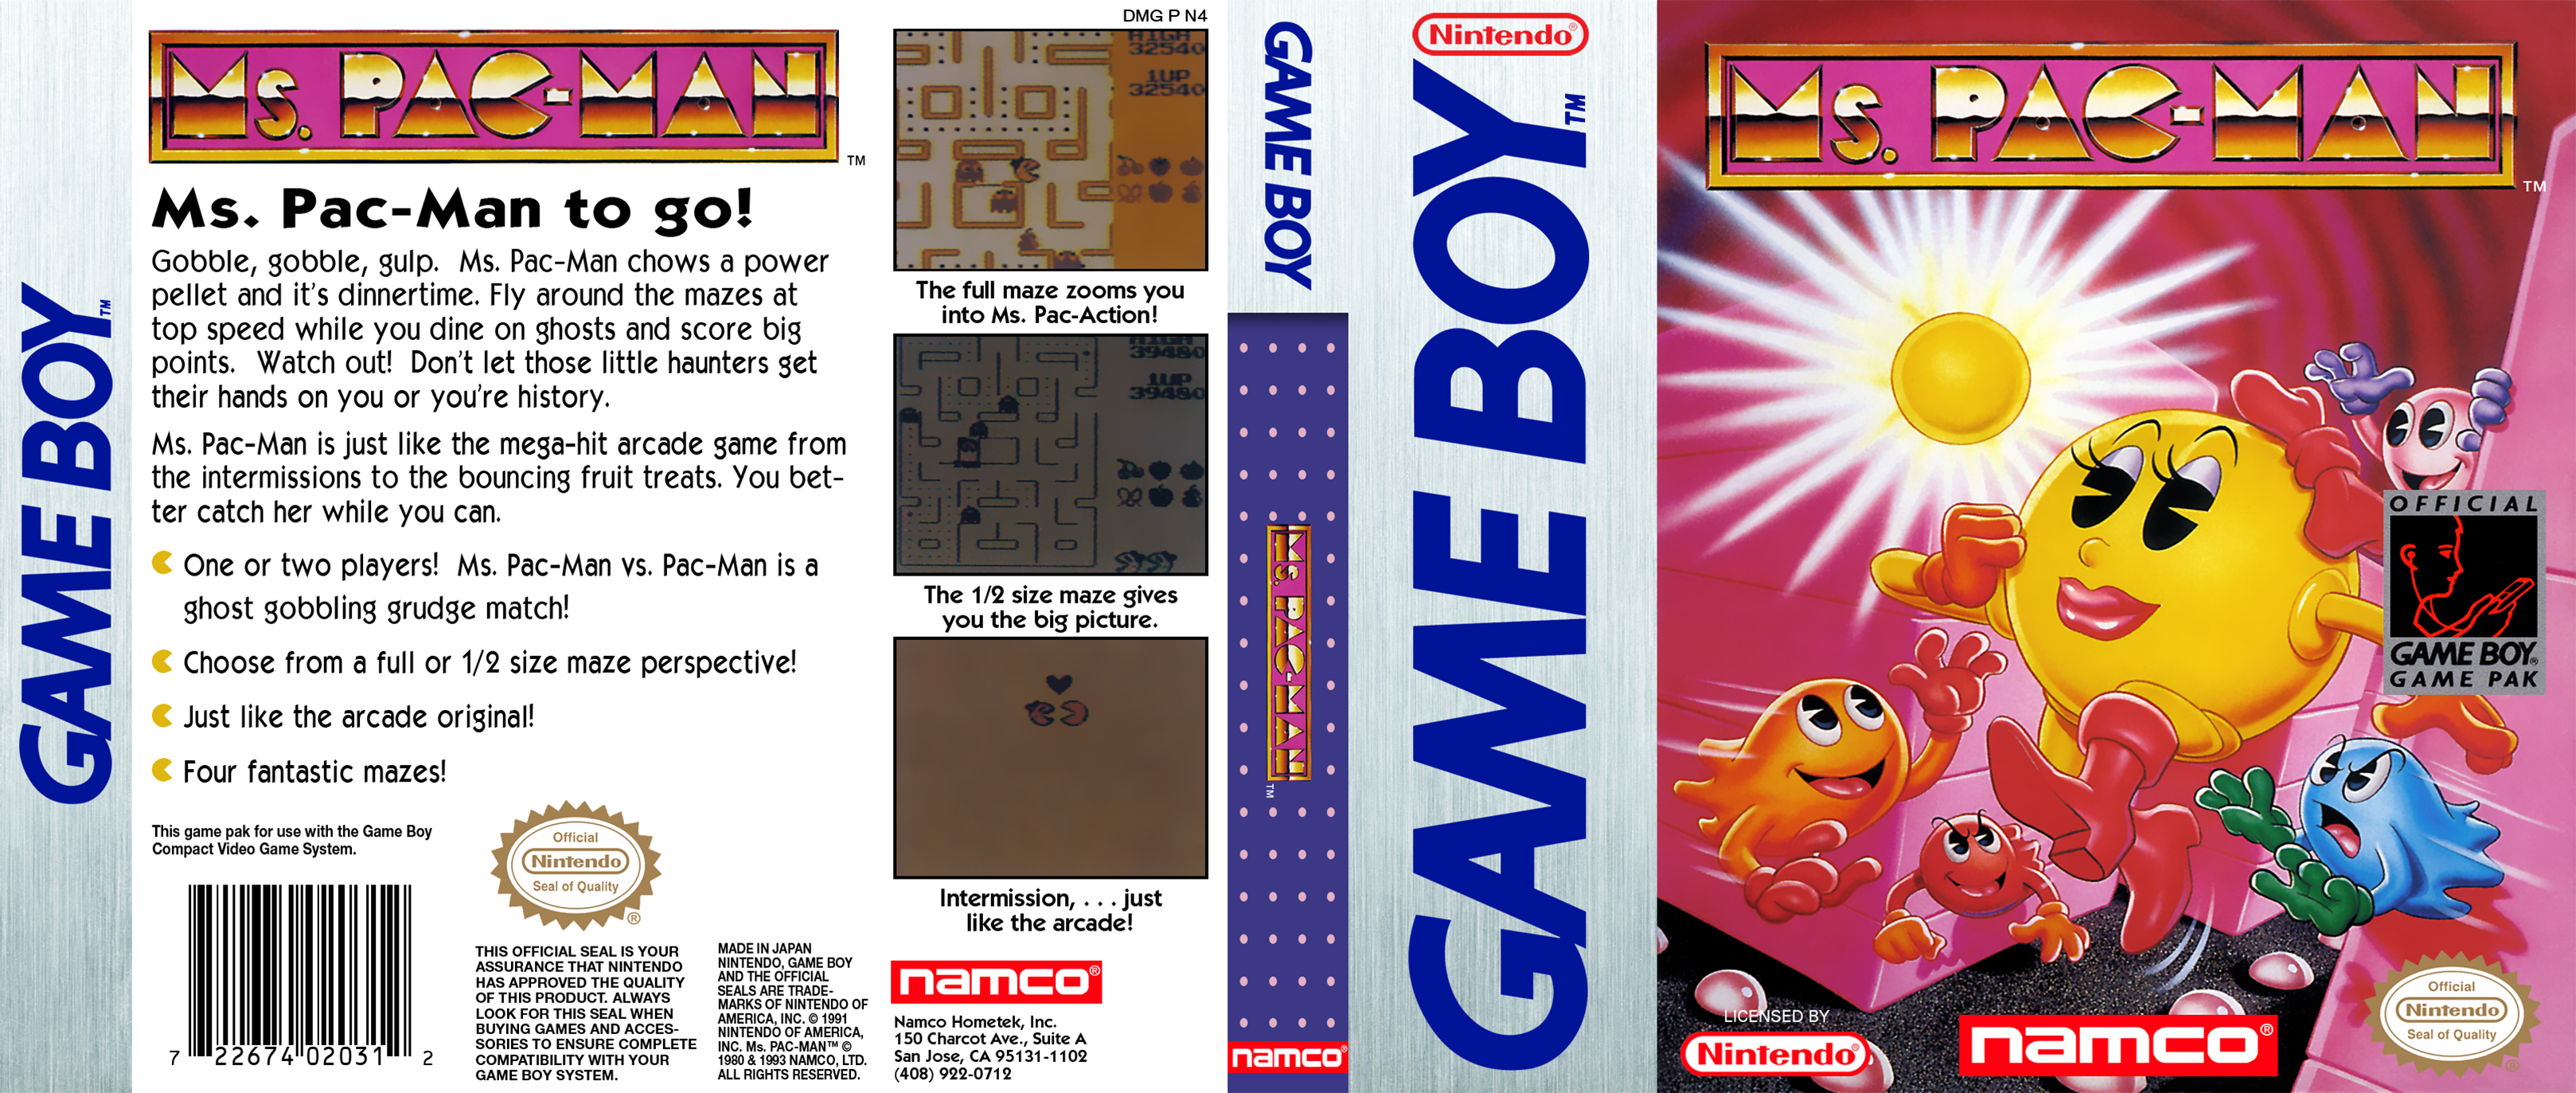 GAME BOY™
Ms. PAC-MAN
™
Ms. Pac-Man to go!
Gobble, gobble, gulp. Ms. Pac-Man chows a power
pellet and it's dinnertime. Fly around the mazes at
top speed while you dine on ghosts and score big
points. Watch out! Don't let those little haunters get
their hands on you or you're history.
Ms. Pac-Man is just like the mega-hit arcade game from
the intermissions to the bouncing fruit treats. You bet-
ter catch her while you can.
One or two players! Ms. Pac-Man vs. Pac-Man is a
ghost gobbling grudge match!
Choose from a full or 1/2 size maze perspective!
Just like the arcade original!
Four fantastic mazes!
This game pak for use with the Game Boy
Compact Video Game System.
7 22674 02031 2
Official
Nintendo
Seal of Quality
®
THIS OFFICIAL SEAL IS YOUR
ASSURANCE THAT NINTENDO
HAS APPROVED THE QUALITY
OF THIS PRODUCT. ALWAYS
LOOK FOR THIS SEAL WHEN
BUYING GAMES AND ACCES-
SORIES TO ENSURE COMPLETE
COMPATIBILITY WITH YOUR
GAME BOY SYSTEM.
MADE IN JAPAN
NINTENDO, GAME BOY
AND THE OFFICIAL
SEALS ARE TRADE-
MARKS OF NINTENDO OF
AMERICA, INC. © 1991
NINTENDO OF AMERICA,
INC. Ms. PAC-MAN™ ©
1980 & 1993 NAMCO, LTD.
ALL RIGHTS RESERVED.
DMG P N4
HIGH
32540
1UP
32540
The full maze zooms you
into Ms. Pac-Action!
HIGH
39480
1UP
39480
The 1/2 size maze gives
you the big picture.
Intermission, . . . just
like the arcade!
namco®
Namco Hometek, Inc.
150 Charcot Ave., Suite A
San Jose, CA 95131-1102
(408) 922-0712
GAME BOY
Ms. PAC-MAN
™
namco®
Nintendo®
GAME BOY™
Ms. PAC-MAN
™
OFFICIAL
GAME BOY®
GAME PAK
LICENSED BY
Nintendo®
namco®
Official
Nintendo
Seal of Quality
®